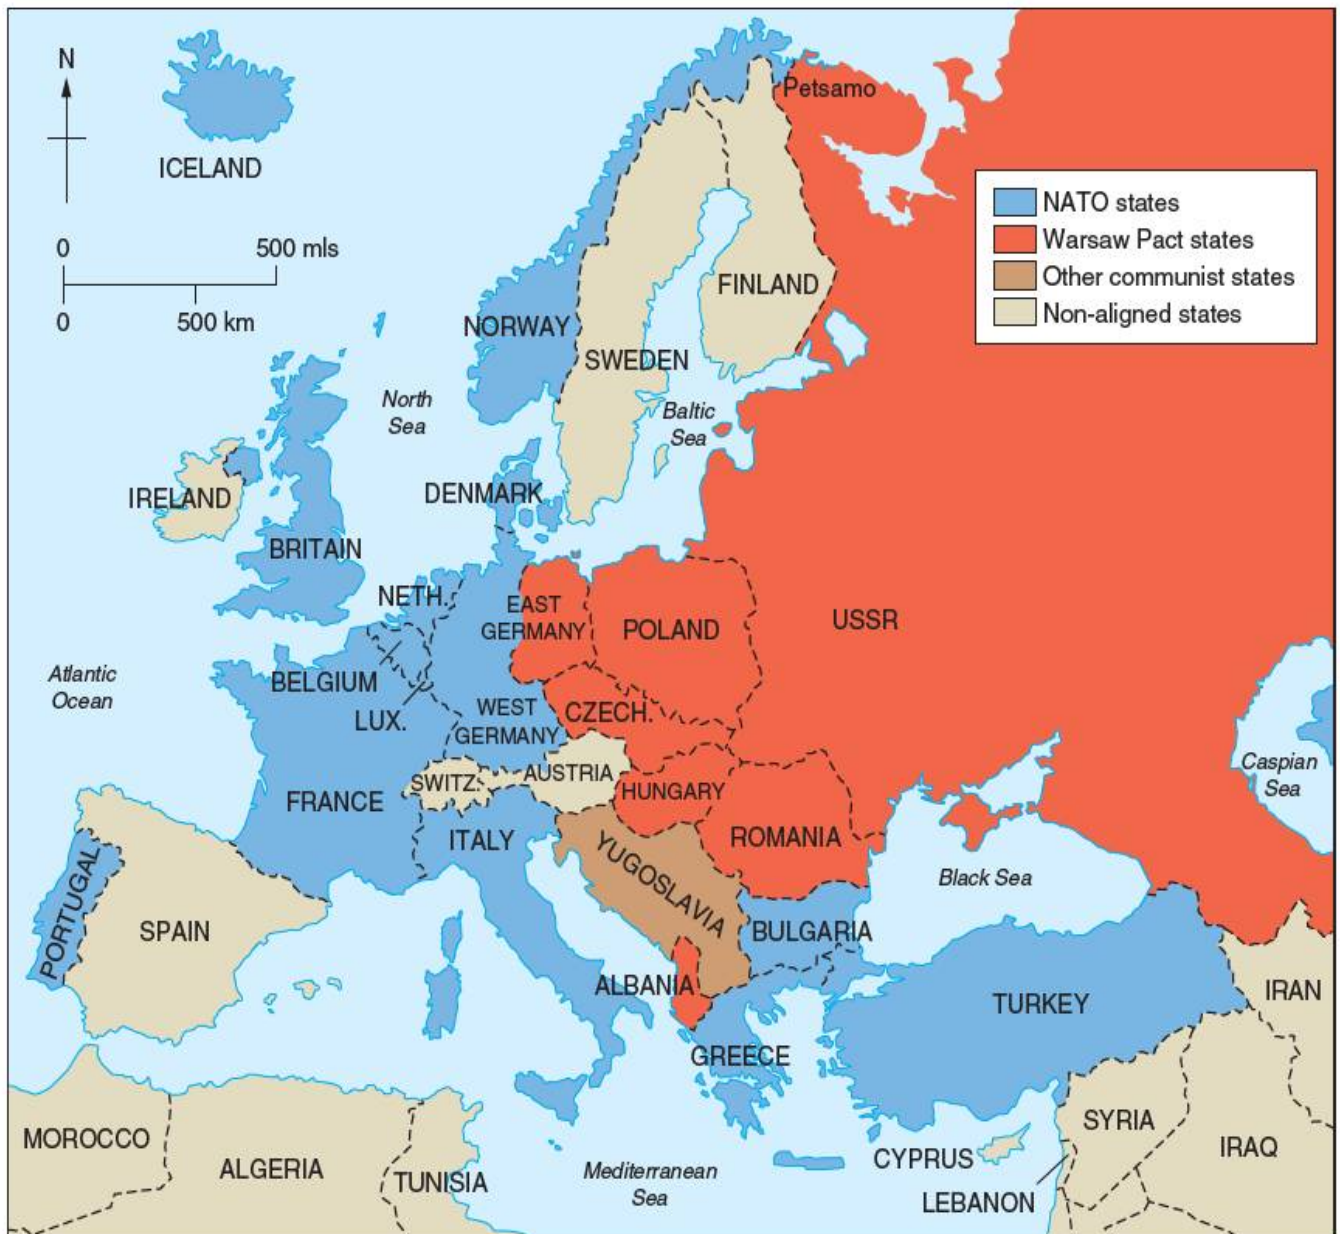 N
ICELAND
0 500 mls
0 500 km
Petsamo
NATO states
Warsaw Pact states
Other communist states
Non-aligned states
FINLAND
NORWAY
SWEDEN
North
Sea
Baltic
Sea
IRELAND
DENMARK
BRITAIN
NETH.
EAST
GERMANY
POLAND
USSR
Atlantic
Ocean
BELGIUM
LUX.
WEST
GERMANY
CZECH.
SWITZ.
AUSTRIA
HUNGARY
Caspian
Sea
FRANCE
ITALY
YUGOSLAVIA
ROMANIA
Black Sea
PORTUGAL
SPAIN
BULGARIA
ALBANIA
TURKEY
IRAN
GREECE
MOROCCO
ALGERIA
TUNISIA
Mediterranean
Sea
CYPRUS
SYRIA
IRAQ
LEBANON